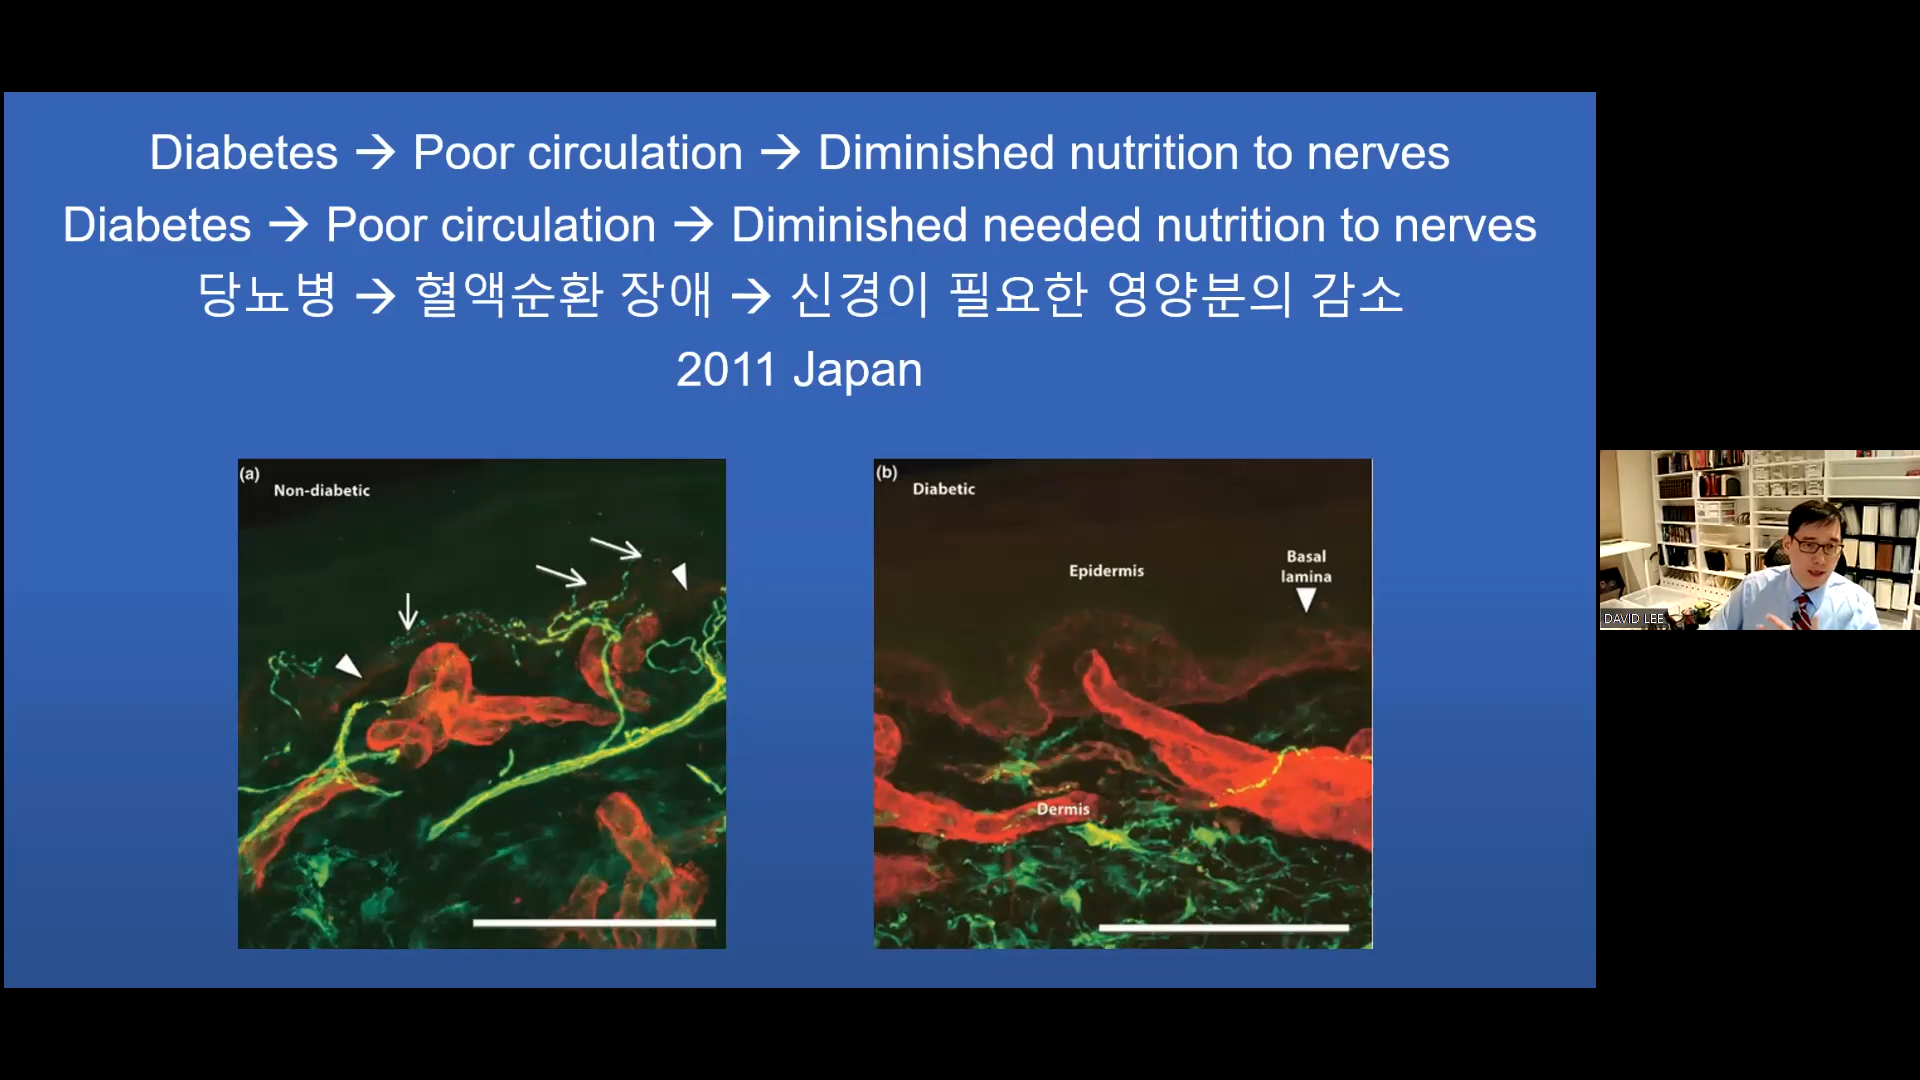 Diabetes → Poor circulation → Diminished nutrition to nerves
Diabetes → Poor circulation → Diminished needed nutrition to nerves
당뇨병 → 혈액순환 장애 → 신경이 필요한 영양분의 감소
2011 Japan
(a)
Non-diabetic
(b)
Diabetic
Epidermis
Basal
lamina
Dermis
DAVID LEE